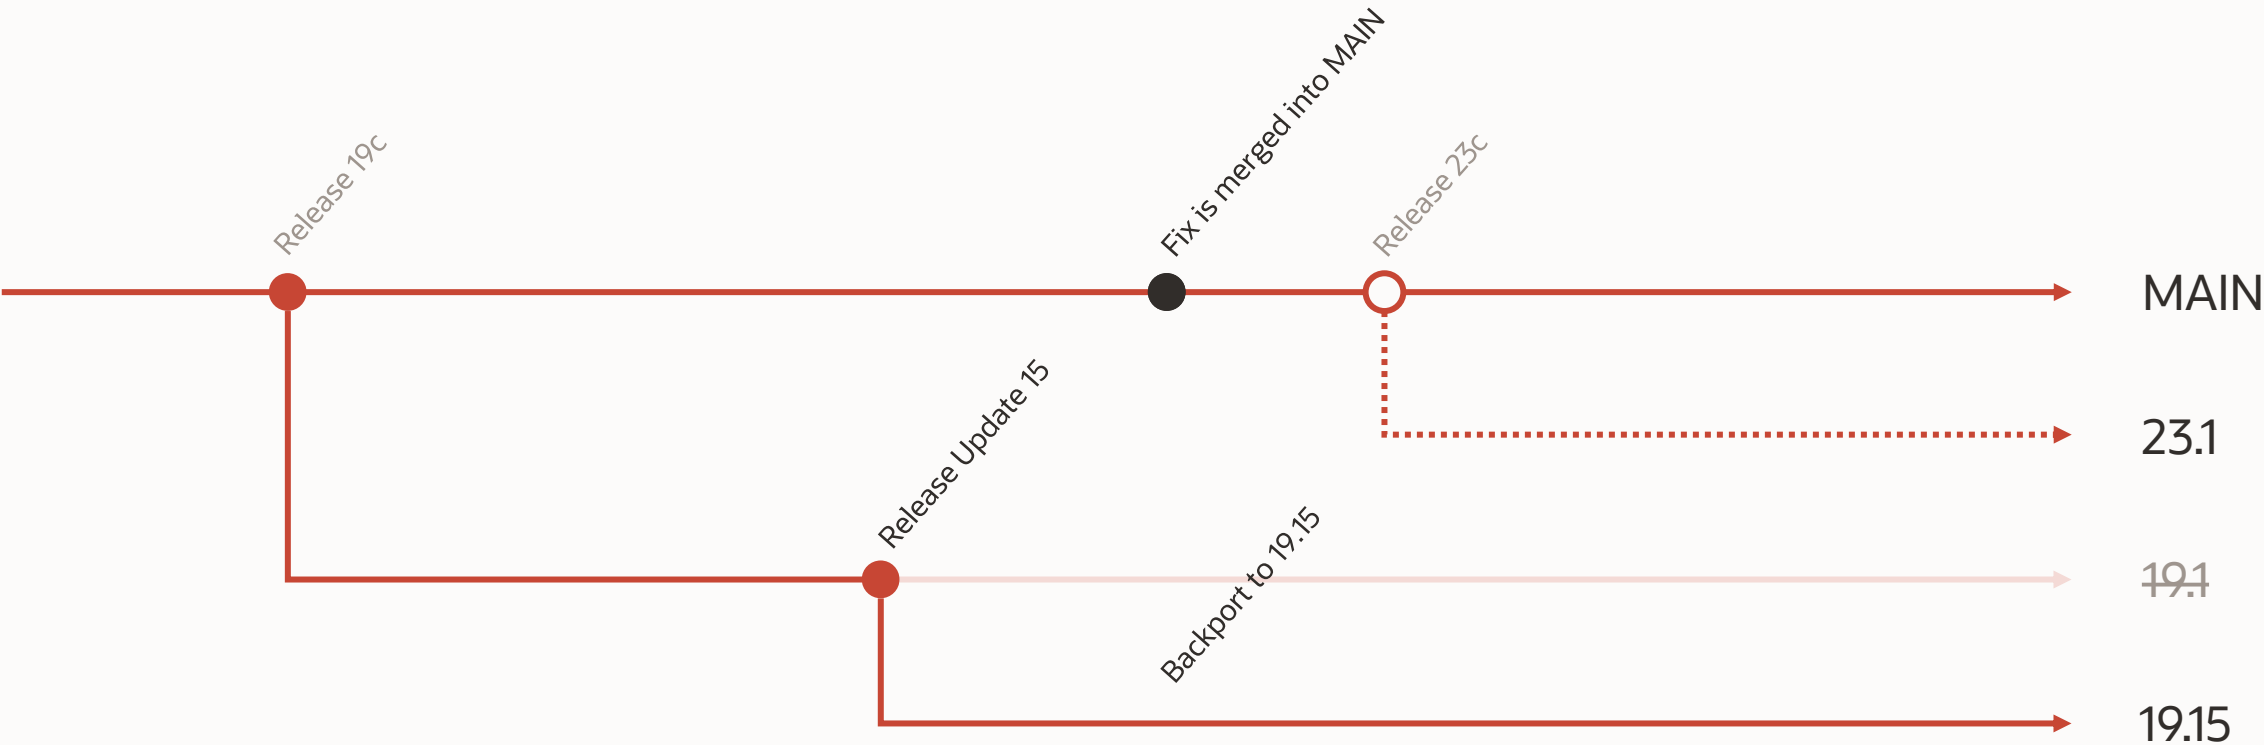 Fix is merged into MAIN
Release 19c
Release 23c
MAIN
Release Update 15
23.1
Backport to 19.15
19.1
19.15